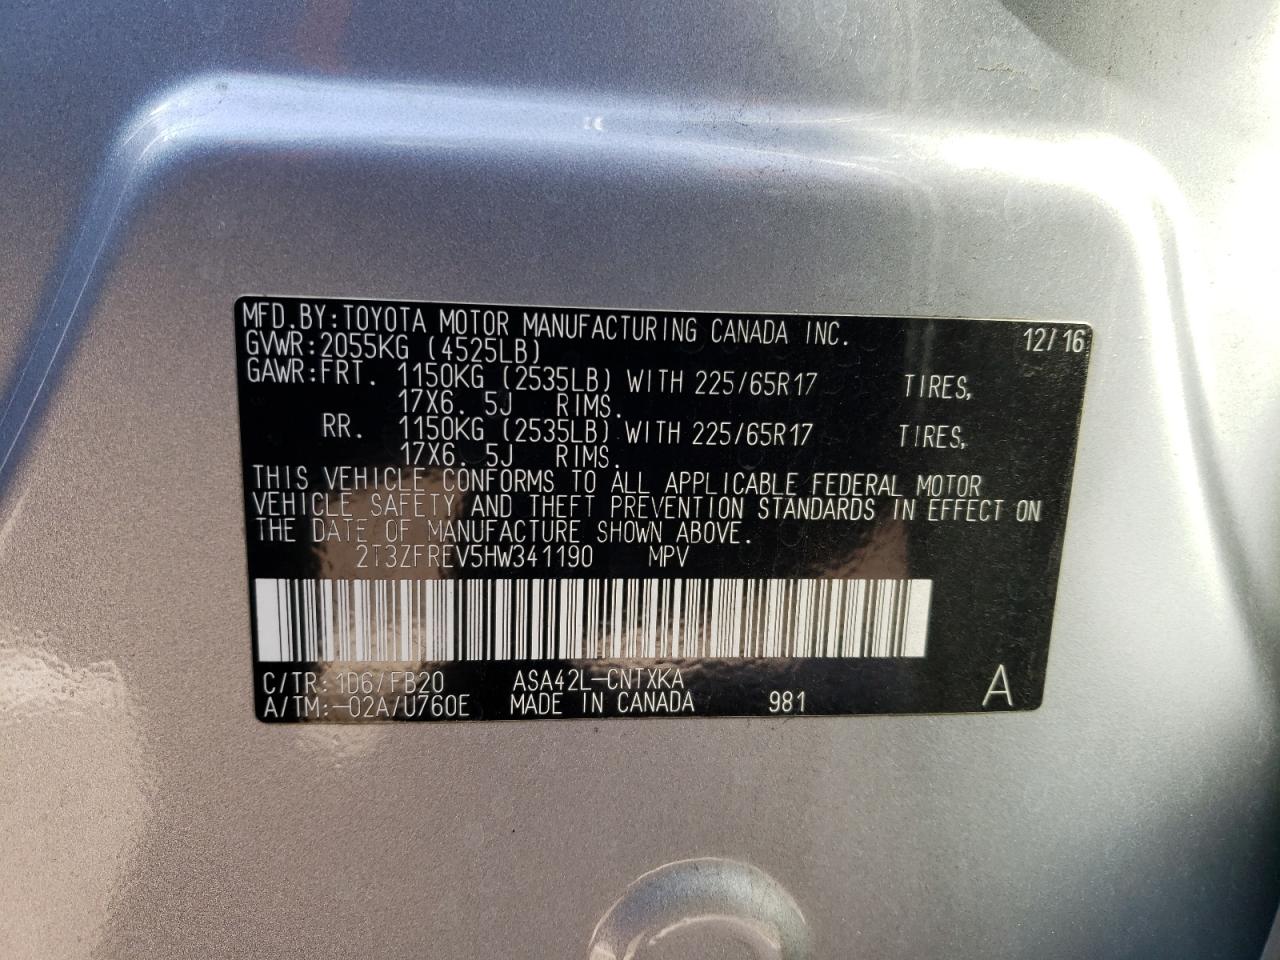 MFD.BY:TOYOTA MOTOR MANUFACTURING CANADA INC. 12/16
GVWR:2055KG (4525LB)
GAWR:FRT. 1150KG (2535LB) WITH 225/65R17 TIRES,
17X6. 5J RIMS.
RR. 1150KG (2535LB) WITH 225/65R17 TIRES,
17X6. 5J RIMS.
THIS VEHICLE CONFORMS TO ALL APPLICABLE FEDERAL MOTOR
VEHICLE SAFETY AND THEFT PREVENTION STANDARDS IN EFFECT ON
THE DATE OF MANUFACTURE SHOWN ABOVE.
2T3ZFREV5HW341190 MPV
C/TR:1D6/FB20 ASA42L-CNTXKA
A/TM:-02A/U760E MADE IN CANADA 981 A